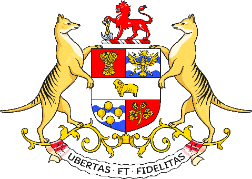 UBERTAS · ET · FIDELITAS